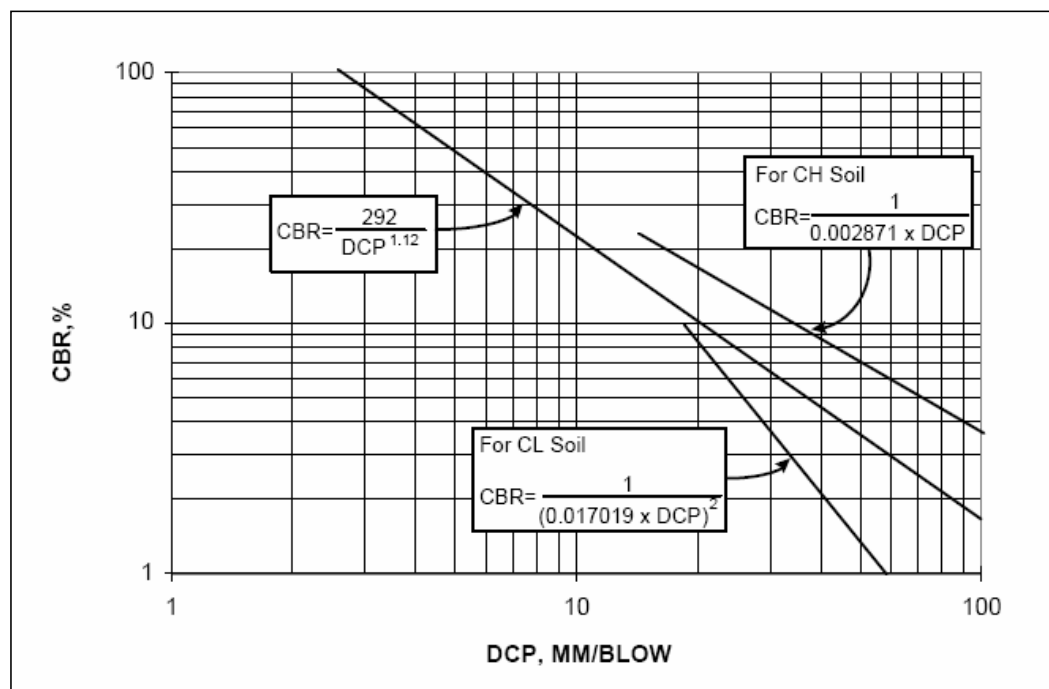 100
For CH Soil
CBR= 1
0.002871 x DCP
CBR= 292
DCP 1.12
10
CBR,%
For CL Soil
CBR= 1
(0.017019 x DCP) 2
1
1
10
100
DCP, MM/BLOW